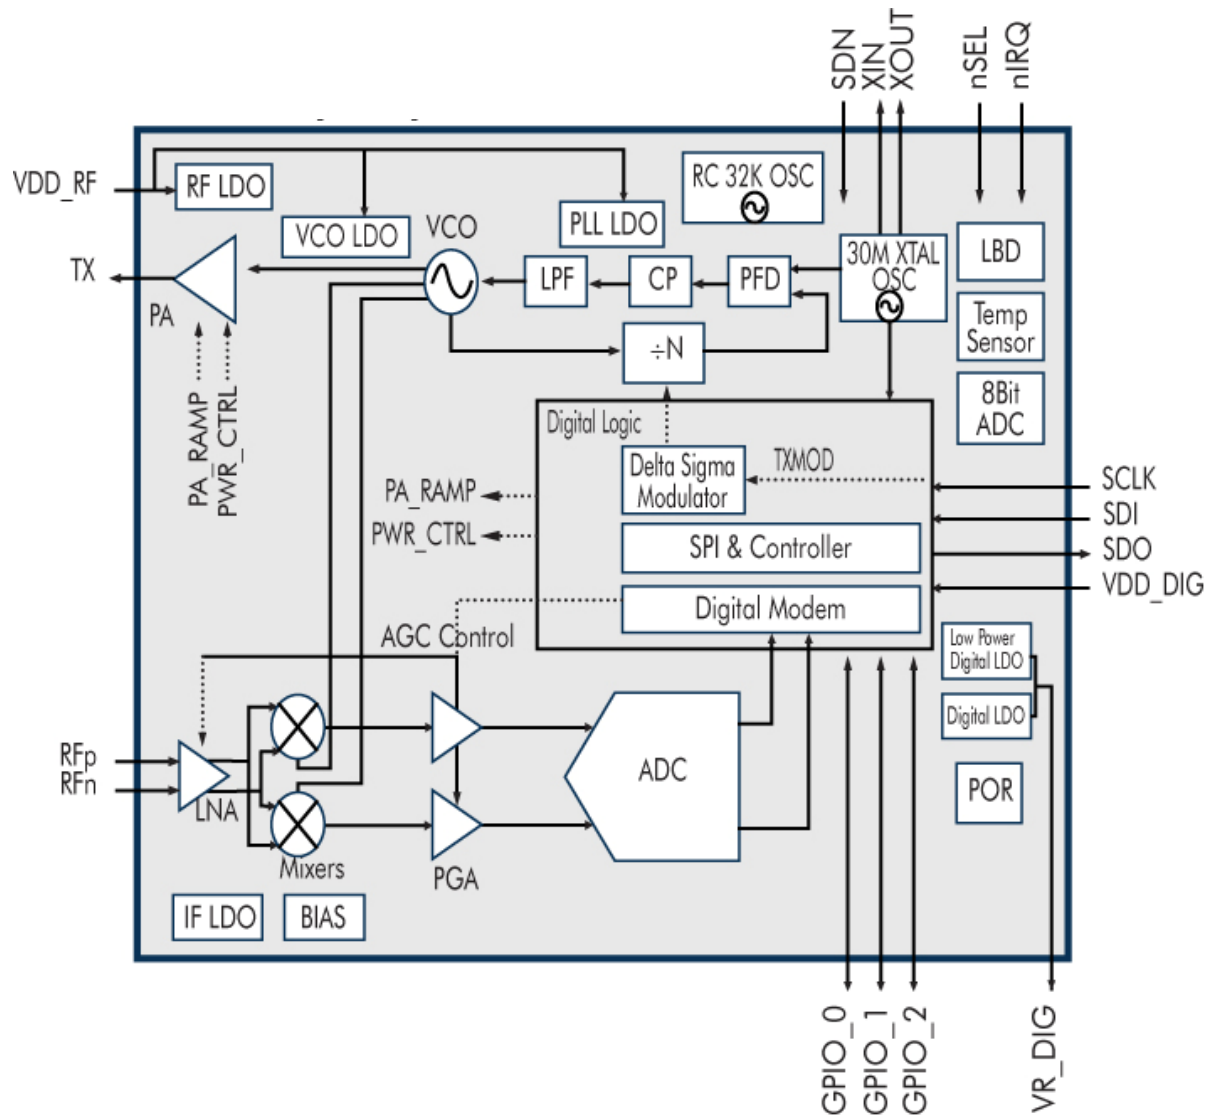 SDN
XIN
XOUT
nSEL
nIRQ
VDD_RF
RF LDO
VCO LDO
VCO
PLL LDO
RC 32K OSC
TX
PA
LPF
CP
PFD
30M XTAL
OSC
LBD
Temp
Sensor
÷N
8Bit
ADC
PA_RAMP
PWR_CTRL
Digital Logic
Delta Sigma
Modulator
TXMOD
PA_RAMP
PWR_CTRL
SPI & Controller
Digital Modem
SCLK
SDI
SDO
VDD_DIG
AGC Control
Low Power
Digital LDO
Digital LDO
RFp
RFn
LNA
Mixers
PGA
ADC
POR
IF LDO
BIAS
GPIO_0
GPIO_1
GPIO_2
VR_DIG